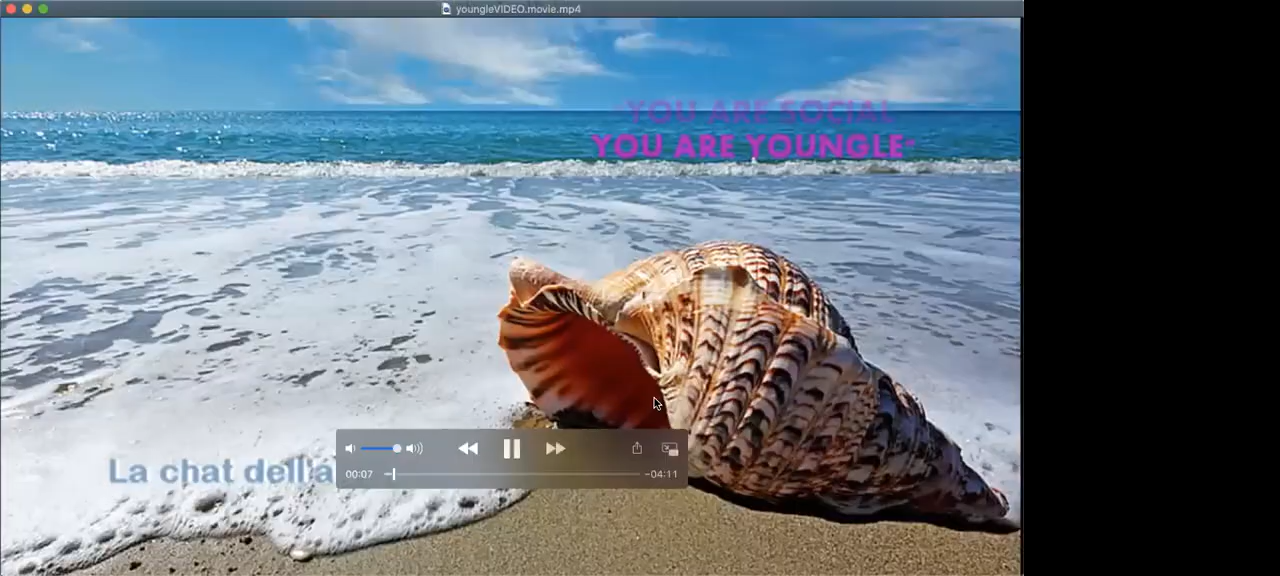 youngleVIDEO.movie.mp4
"YOU ARE SOCIAL
YOU ARE YOUNGLE"
La chat dell'a
00:07
-04:11